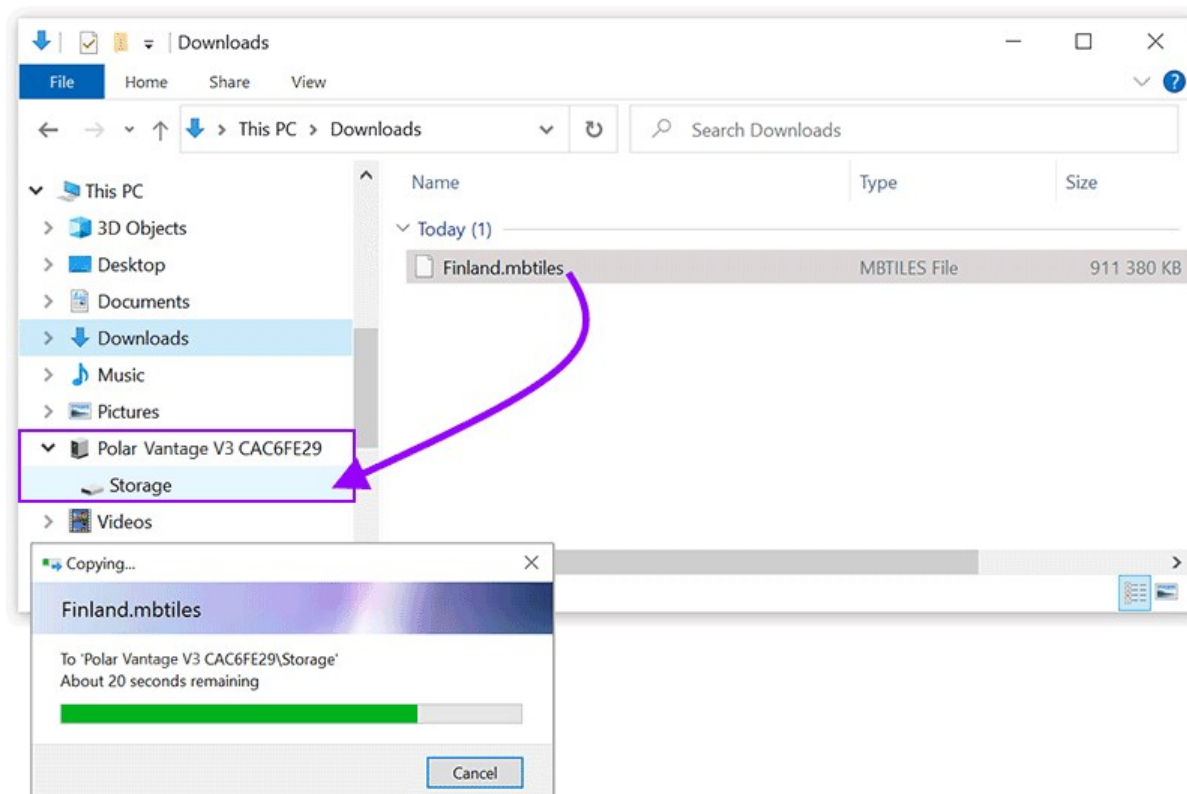 Downloads
File Home Share View
?
This PC > Downloads
Search Downloads
Name Type Size
This PC
3D Objects
Desktop
Documents
Downloads
Music
Pictures
Polar Vantage V3 CAC6FE29
Storage
Videos
Today (1)
Finland.mbtiles MBTILES File 911 380 KB
Copying...
Finland.mbtiles
To 'Polar Vantage V3 CAC6FE29\Storage'
About 20 seconds remaining
Cancel